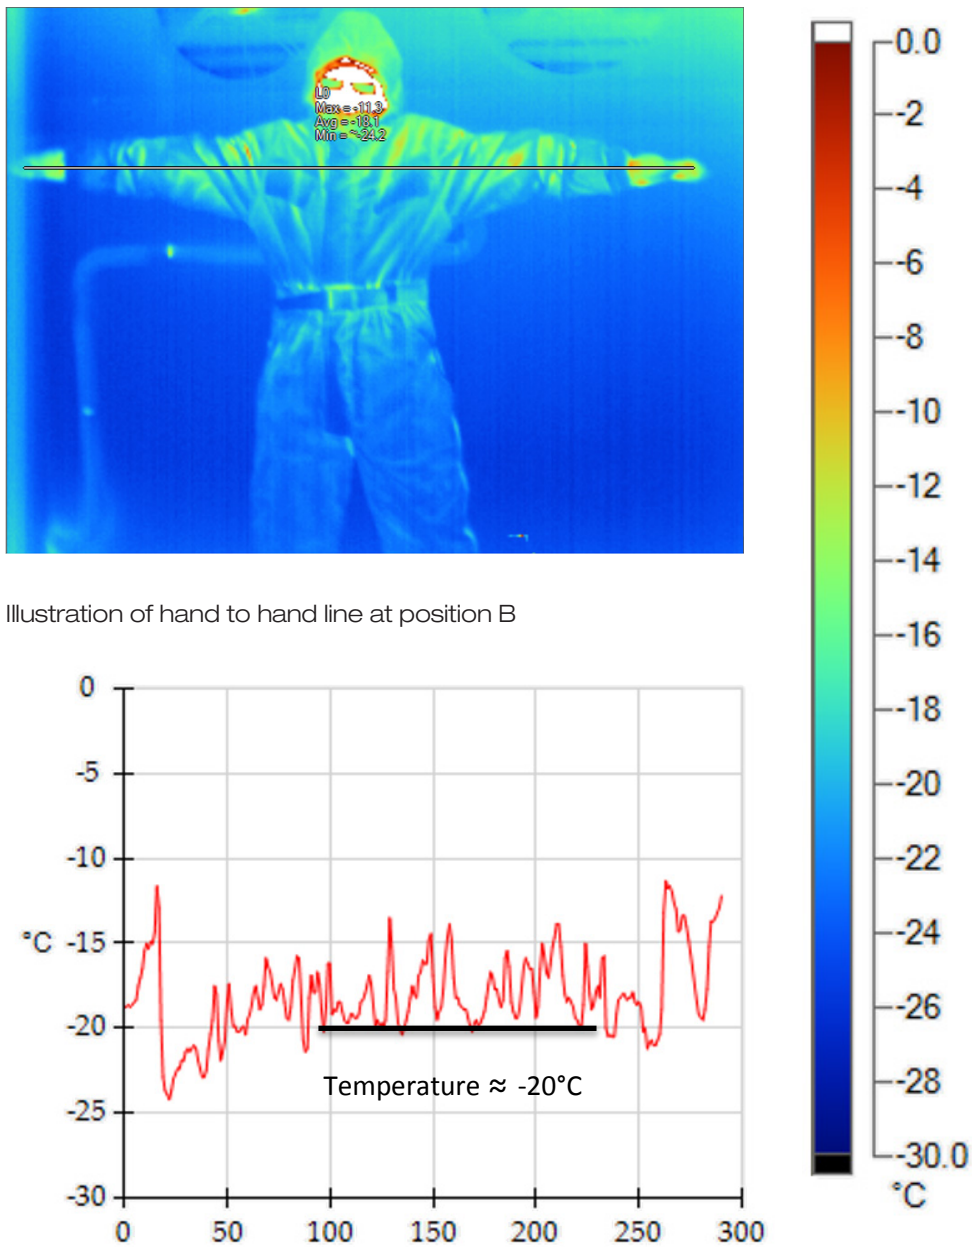 L0
Max = -11,3
Avg = -18,1
Min = ~-24,2
0.0
-2
-4
-6
-8
-10
-12
-14
-16
-18
-20
-22
-24
-26
-28
-30.0
°C
Illustration of hand to hand line at position B
0
-5
-10
°C -15
-20
Temperature ≈ -20°C
-25
-30
0 50 100 150 200 250 300